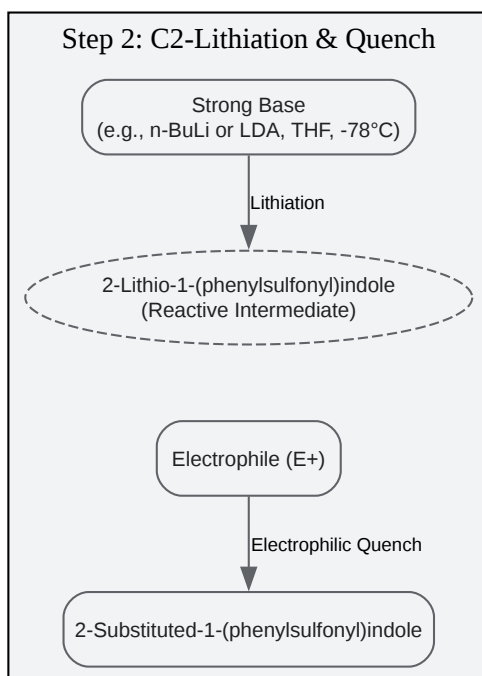 Step 2: C2-Lithiation & Quench
Strong Base
(e.g., n-BuLi or LDA, THF, -78°C)
Lithiation
2-Lithio-1-(phenylsulfonyl)indole
(Reactive Intermediate)
Electrophile (E+)
Electrophilic Quench
2-Substituted-1-(phenylsulfonyl)indole